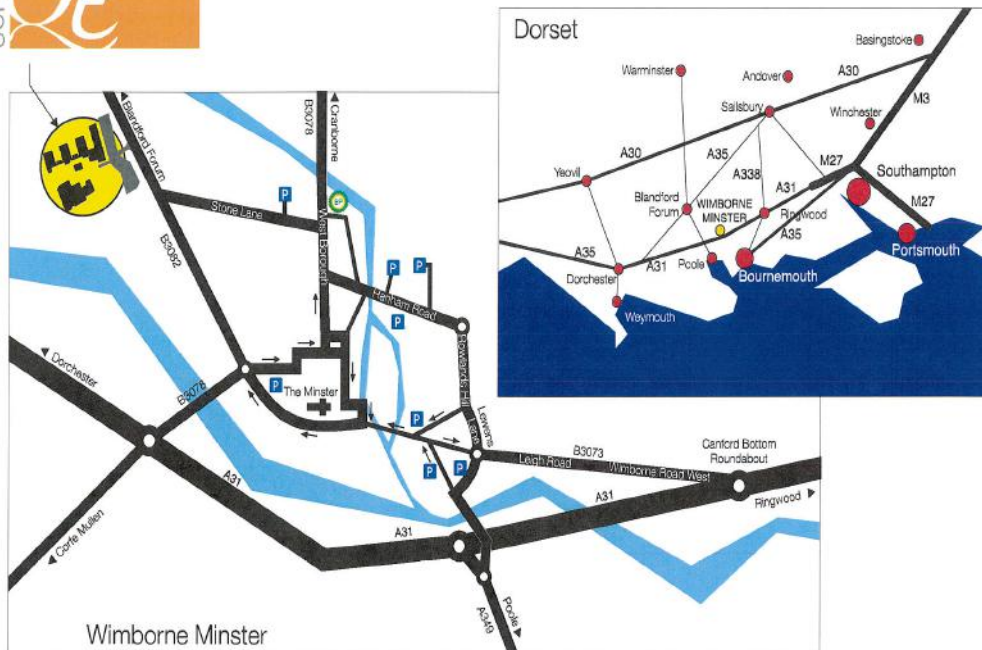 Dorset
Basingstoke
Warminster
Andover
A30
M3
Salisbury
Winchester
A30
A35
M27
Southampton
Yeovil
A338
A31
Blandford
Forum
WIMBORNE
MINSTER
Ringwood
M27
A35
A35
A31
Poole
Portsmouth
Dorchester
Bournemouth
Weymouth
Blandford Forum
B3078
Cranborne
P
BP
Stone Lane
West Borough
B3082
P
P
Hanham Road
P
Rowlands Hill
Dorchester
B3078
P
The Minster
P
Lewens
Lane
B3073
Canford Bottom
Roundabout
Leigh Road
Wimborne Road West
P
P
A31
A31
Ringwood
Corfe Mullen
A31
A349
Poole
Wimborne Minster